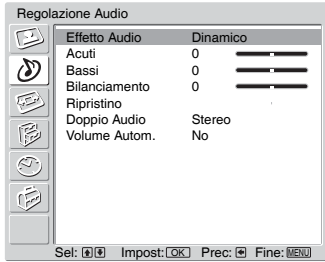 Regolazione Audio
Effetto Audio Dinamico
Acuti 0
Bassi 0
Bilanciamento 0
Ripristino
Doppio Audio Stereo
Volume Autom. No
Sel: Impost: OK Prec: Fine: MENU